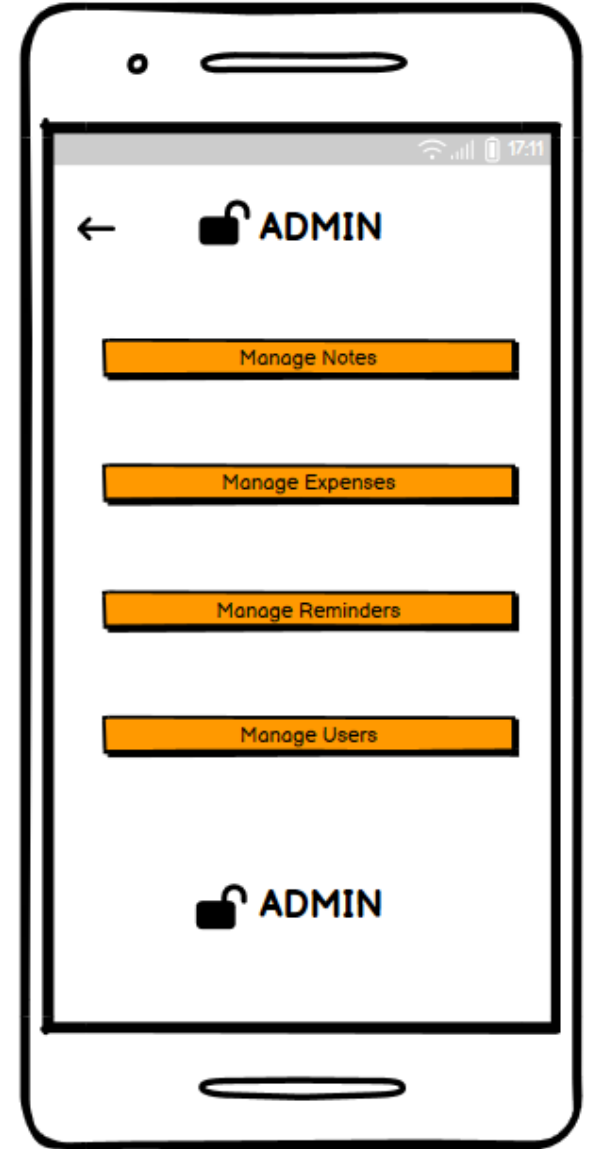 17:11
ADMIN
Manage Notes
Manage Expenses
Manage Reminders
Manage Users
ADMIN